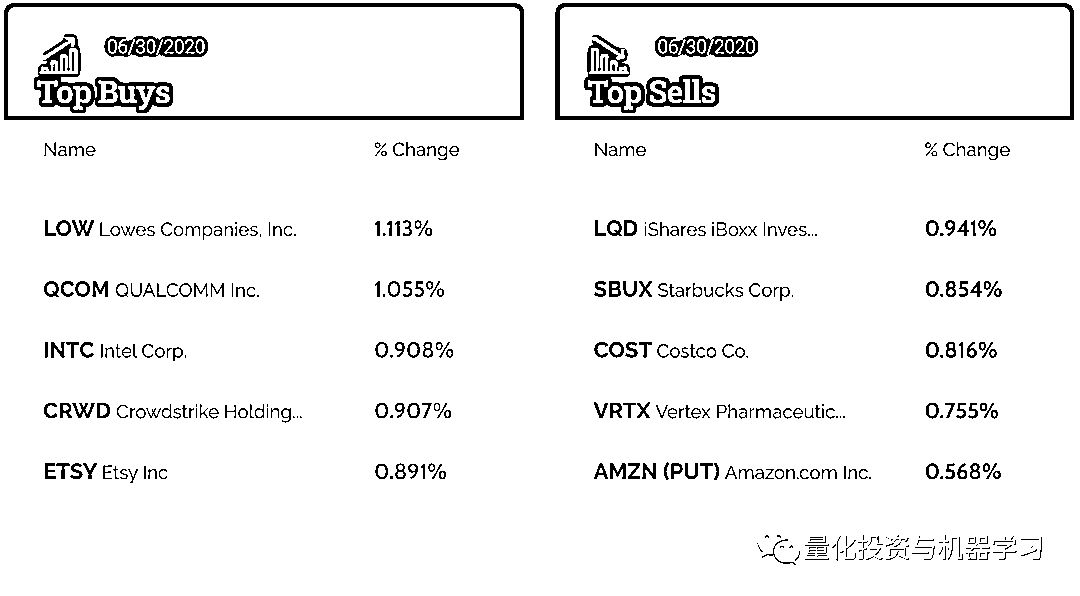 06/30/2020
Top Buys
Name % Change
LOW Lowes Companies, Inc. 1.113%
QCOM QUALCOMM Inc. 1.055%
INTC Intel Corp. 0.908%
CRWD Crowdstrike Holding... 0.907%
ETSY Etsy Inc 0.891%
06/30/2020
Top Sells
Name % Change
LQD iShares iBoxx Inves... 0.941%
SBUX Starbucks Corp. 0.854%
COST Costco Co. 0.816%
VRTX Vertex Pharmaceutic... 0.755%
AMZN (PUT) Amazon.com Inc. 0.568%
量化投资与机器学习